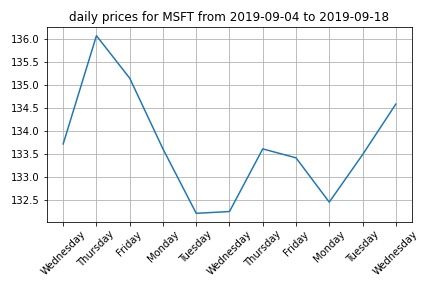 daily prices for MSFT from 2019-09-04 to 2019-09-18
136.0
135.5
135.0
134.5
134.0
133.5
133.0
132.5
Wednesday
Thursday
Friday
Monday
Tuesday
Wednesday
Thursday
Friday
Monday
Tuesday
Wednesday